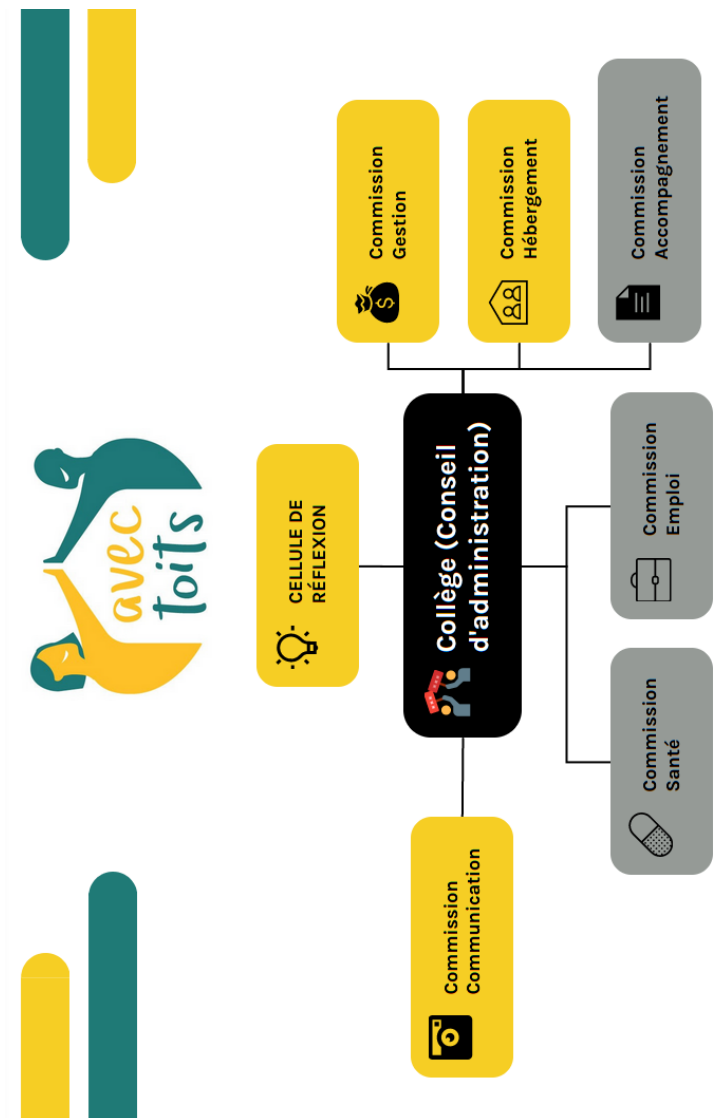 avec
toits
CELLULE DE
RÉFLEXION
Commission
Communication
Collège (Conseil
d'administration)
Commission
Gestion
Commission
Hébergement
Commission
Accompagnement
Commission
Santé
Commission
Emploi